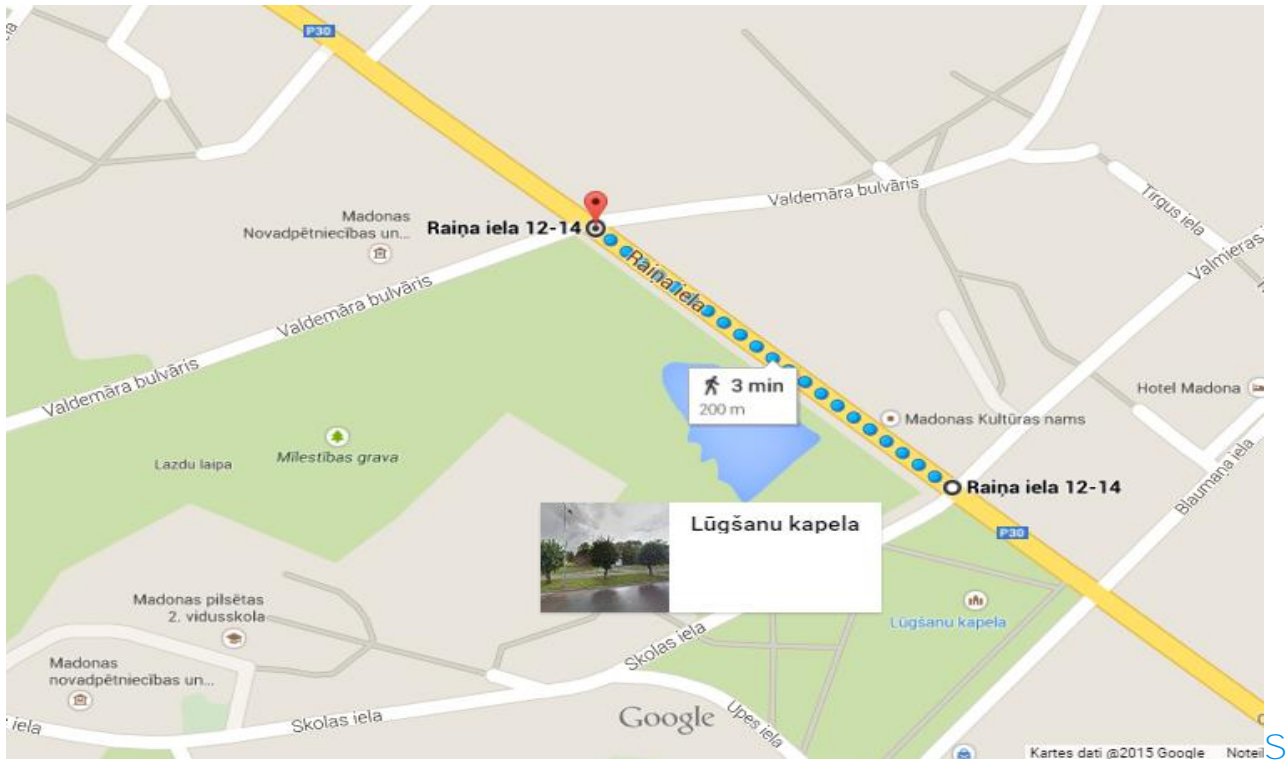 P30
Valdemāra bulvāris
Tirgus iela
Valmieras
Madonas
Novadpētniecības un...
Raiņa iela 12-14
Raiņa iela
Valdemāra bulvāris
Valdemāra bulvāris
3 min
200 m
Hotel Madona
Madonas Kultūras nams
Mīlestības grava
Lazdu laipa
Blaumaņa iela
Raiņa iela 12-14
Lūgšanu kapela
P30
Madonas pilsētas
2. vidusskola
Lūgšanu kapela
Skolas iela
Madonas
novadpētniecības un...
Google
Upes iela
Skolas iela
iela
Kartes dati @2015 Google
S